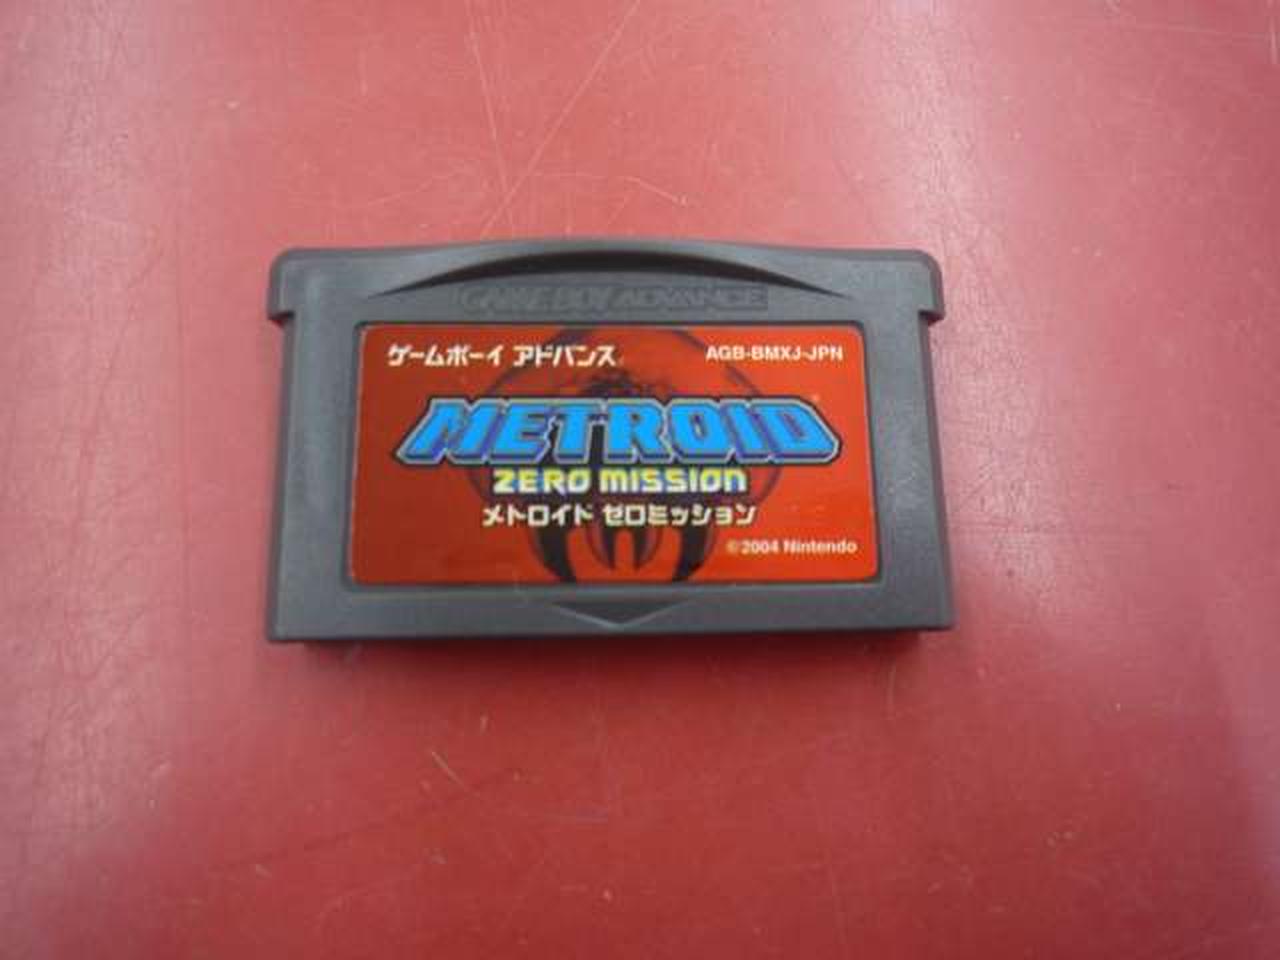 GAME BOY ADVANCE
ゲームボーイ アドバンス AGB-BMXJ-JPN
METROID
ZERO MISSION
メトロイド ゼロミッション
©2004 Nintendo